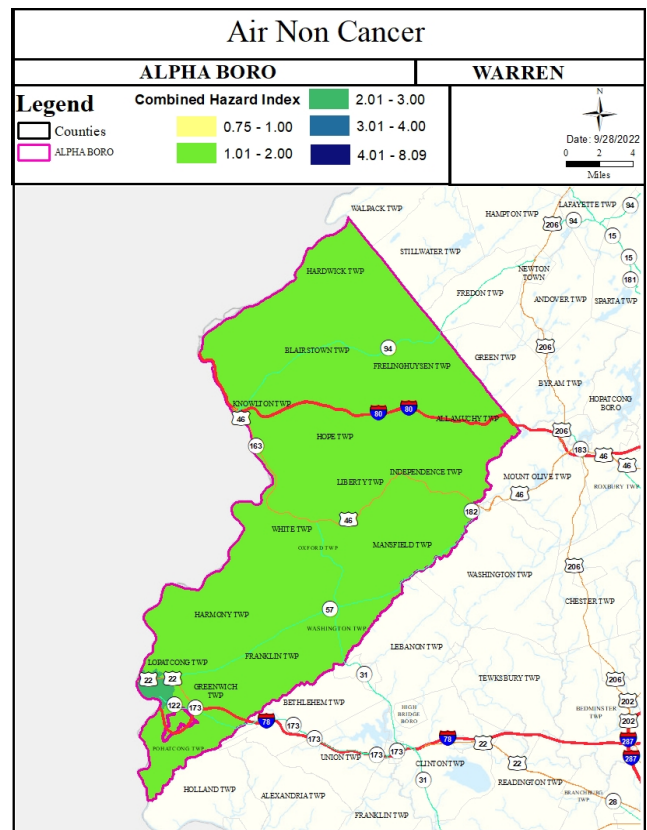 Air Non Cancer
ALPHA BORO
WARREN
Legend
Counties
ALPHA BORO
Combined Hazard Index
0.75 - 1.00
1.01 - 2.00
2.01 - 3.00
3.01 - 4.00
4.01 - 8.09
N
Date: 9/28/2022
0 2 4
Miles
WALPACK TWP
LAFAYETTE TWP
94
HAMPTON TWP
206
94
15
STILLWATER TWP
15
HARDWICK TWP
NEWTON
TOWN
181
FREDON TWP
ANDOVER TWP
SPARTA TWP
BLAIRSTOWN TWP
94
206
GREEN TWP
FRELINGHUYSEN TWP
BYRAM TWP
HOPATCONG
BORO
KNOWLTON TWP
80
80
46
ALLAMUCHY TWP
206
HOPE TWP
163
183
46
46
INDEPENDENCE TWP
MOUNT OLIVE TWP
LIBERTY TWP
ROXBURY TWP
46
182
46
WHITE TWP
MANSFIELD TWP
OXFORD TWP
206
WASHINGTON TWP
CHESTER TWP
57
HARMONY TWP
WASHINGTON TWP
LEBANON TWP
FRANKLIN TWP
LOPATCONG TWP
31
TEWKSBURY TWP
22
22
206
GREENWICH
TWP
BETHLEHEM TWP
202
122
173
HIGH
BRIDGE
BORO
BEDMINSTER
TWP
78
173
202
173
78
22
287
POHATCONG TWP
173
173
UNION TWP
CLINTON TWP
22
287
31
READINGTON TWP
HOLLAND TWP
ALEXANDRIA TWP
BRANCHBURG
TWP
28
FRANKLIN TWP